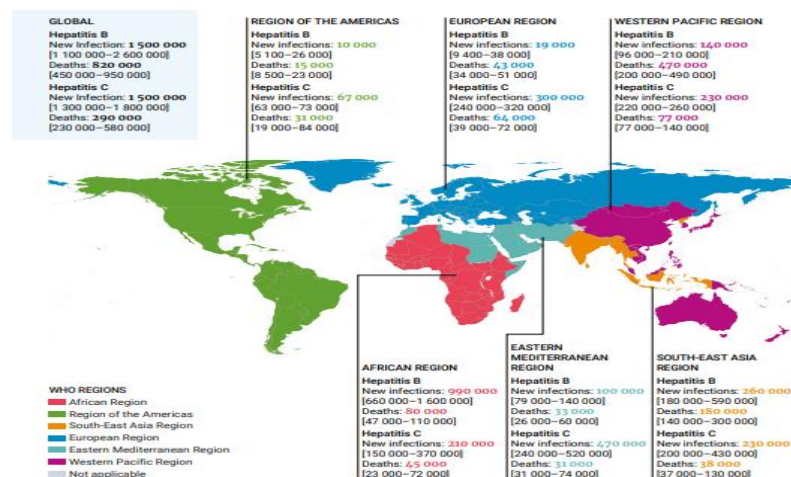 GLOBAL
Hepatitis B
New Infection: 1 500 000
[1 100 000–2 600 000]
Deaths: 820 000
[450 000–950 000]
Hepatitis C
New Infection: 1 500 000
[1 300 000–1 800 000]
Deaths: 290 000
[230 000–580 000]
REGION OF THE AMERICAS
Hepatitis B
New infections: 10 000
[5 100–26 000]
Deaths: 15 000
[8 500–23 000]
Hepatitis C
New infections: 67 000
[63 000–73 000]
Deaths: 31 000
[19 000–84 000]
EUROPEAN REGION
Hepatitis B
New infections: 19 000
[9 400–38 000]
Deaths: 43 000
[34 000–51 000]
Hepatitis C
New infections: 300 000
[240 000–320 000]
Deaths: 64 000
[39 000–72 000]
WESTERN PACIFIC REGION
Hepatitis B
New infections: 140 000
[96 000–210 000]
Deaths: 470 000
[200 000–490 000]
Hepatitis C
New infections: 230 000
[220 000–260 000]
Deaths: 77 000
[77 000–140 000]
WHO REGIONS
African Region
Region of the Americas
South-East Asia Region
European Region
Eastern Mediterranean Region
Western Pacific Region
Not applicable
AFRICAN REGION
Hepatitis B
New infections: 990 000
[660 000–1 600 000]
Deaths: 80 000
[47 000–110 000]
Hepatitis C
New infections: 210 000
[150 000–370 000]
Deaths: 45 000
[23 000–72 000]
EASTERN
MEDITERRANEAN
REGION
Hepatitis B
New infections: 100 000
[79 000–140 000]
Deaths: 33 000
[26 000–60 000]
Hepatitis C
New infections: 470 000
[240 000–520 000]
Deaths: 31 000
[31 000–74 000]
SOUTH-EAST ASIA
REGION
Hepatitis B
New infections: 260 000
[180 000–590 000]
Deaths: 180 000
[140 000–300 000]
Hepatitis C
New infections: 230 000
[200 000–430 000]
Deaths: 38 000
[37 000–130 000]